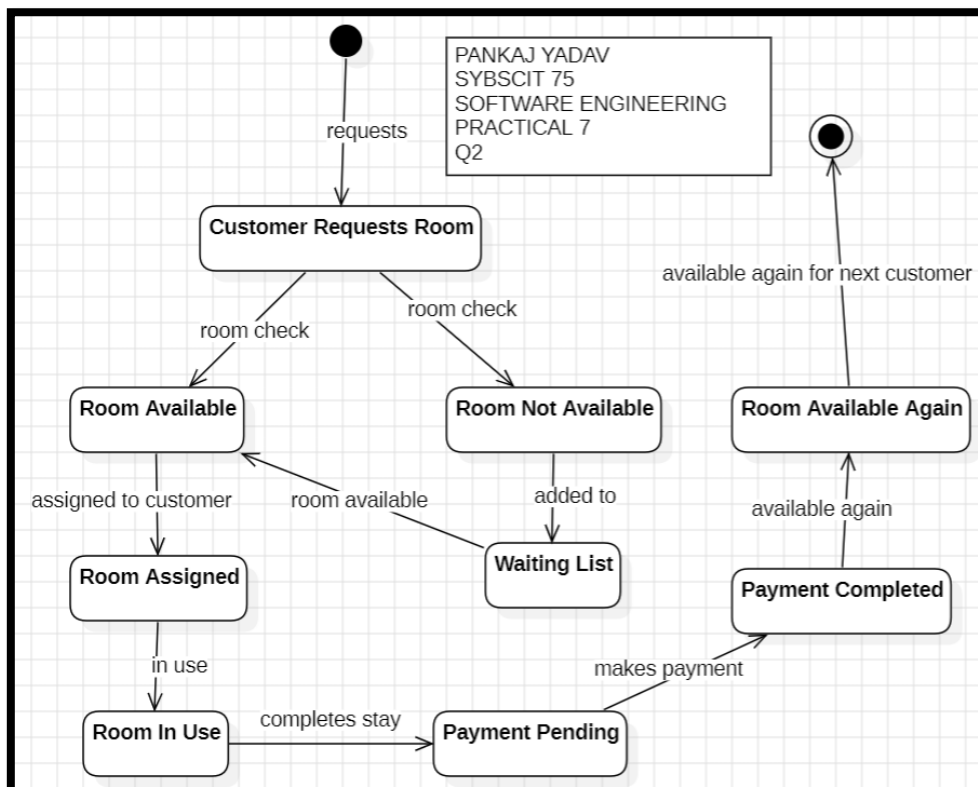 PANKAJ YADAV
SYBSCIT 75
SOFTWARE ENGINEERING
PRACTICAL 7
Q2
requests
Customer Requests Room
room check
room check
available again for next customer
Room Available
Room Not Available
Room Available Again
assigned to customer
room available
added to
available again
Room Assigned
Waiting List
Payment Completed
in use
makes payment
Room In Use
completes stay
Payment Pending